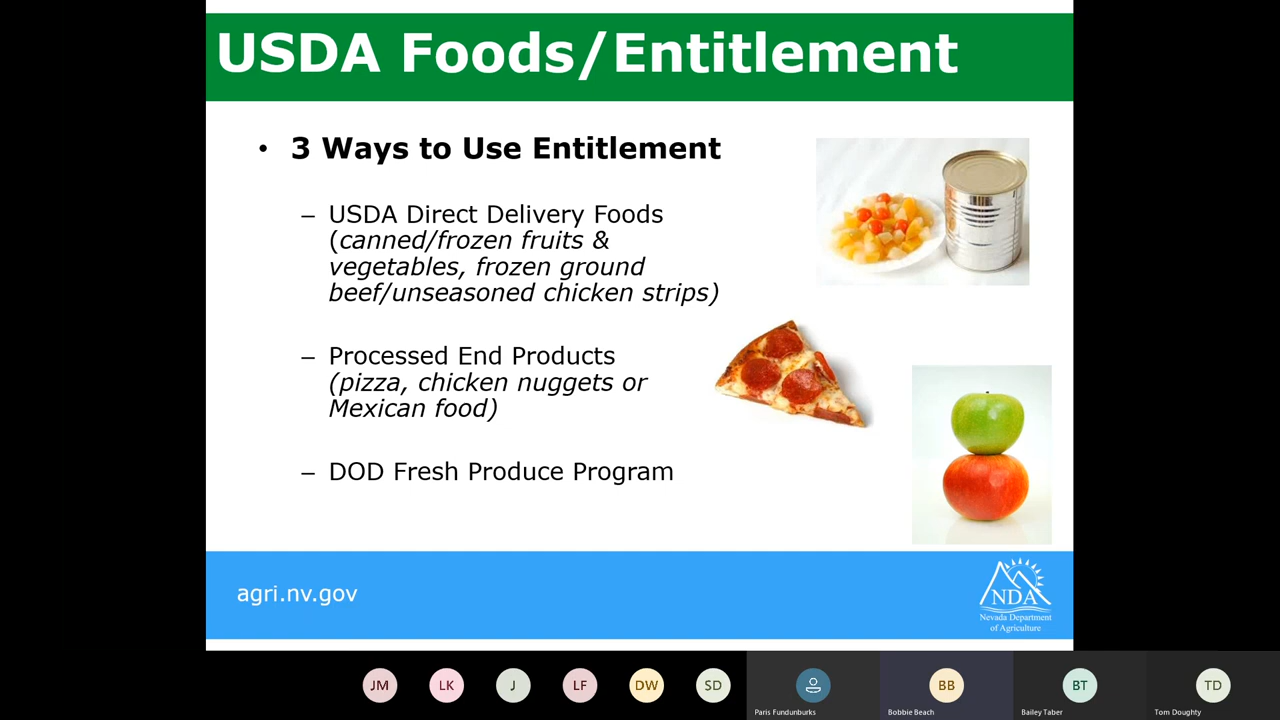 USDA Foods/Entitlement
• 3 Ways to Use Entitlement
– USDA Direct Delivery Foods
(canned/frozen fruits &
vegetables, frozen ground
beef/unseasoned chicken strips)
– Processed End Products
(pizza, chicken nuggets or
Mexican food)
– DOD Fresh Produce Program
agri.nv.gov
NDA
Nevada Department
of Agriculture
JM
LK
J
LF
DW
SD
BB
BT
TD
Paris Fundunburks
Bobbie Beach
Bailey Taber
Tom Doughty